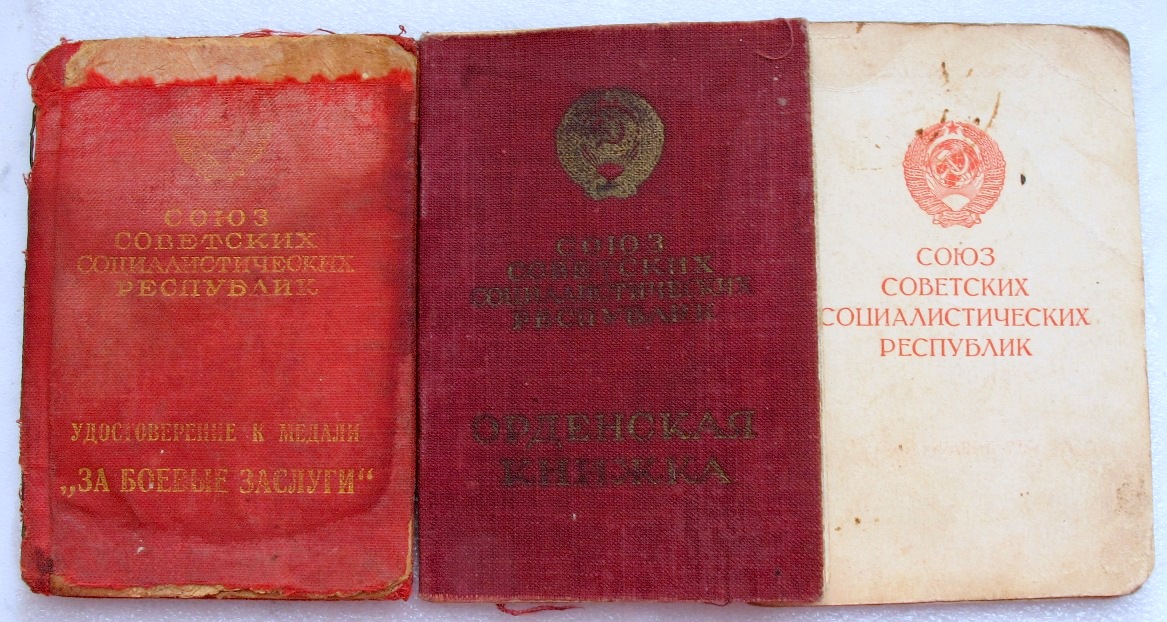 СОЮЗ
СОВЕТСКИХ
СОЦИАЛИСТИЧЕСКИХ
РЕСПУБЛИК
УДОСТОВЕРЕНИЕ К МЕДАЛИ
„ЗА БОЕВЫЕ ЗАСЛУГИ“
СОЮЗ
СОВЕТСКИХ
СОЦИАЛИСТИЧЕСКИХ
РЕСПУБЛИК
ОРДЕНСКАЯ
КНИЖКА
СОЮЗ
СОВЕТСКИХ
СОЦИАЛИСТИЧЕСКИХ
РЕСПУБЛИК